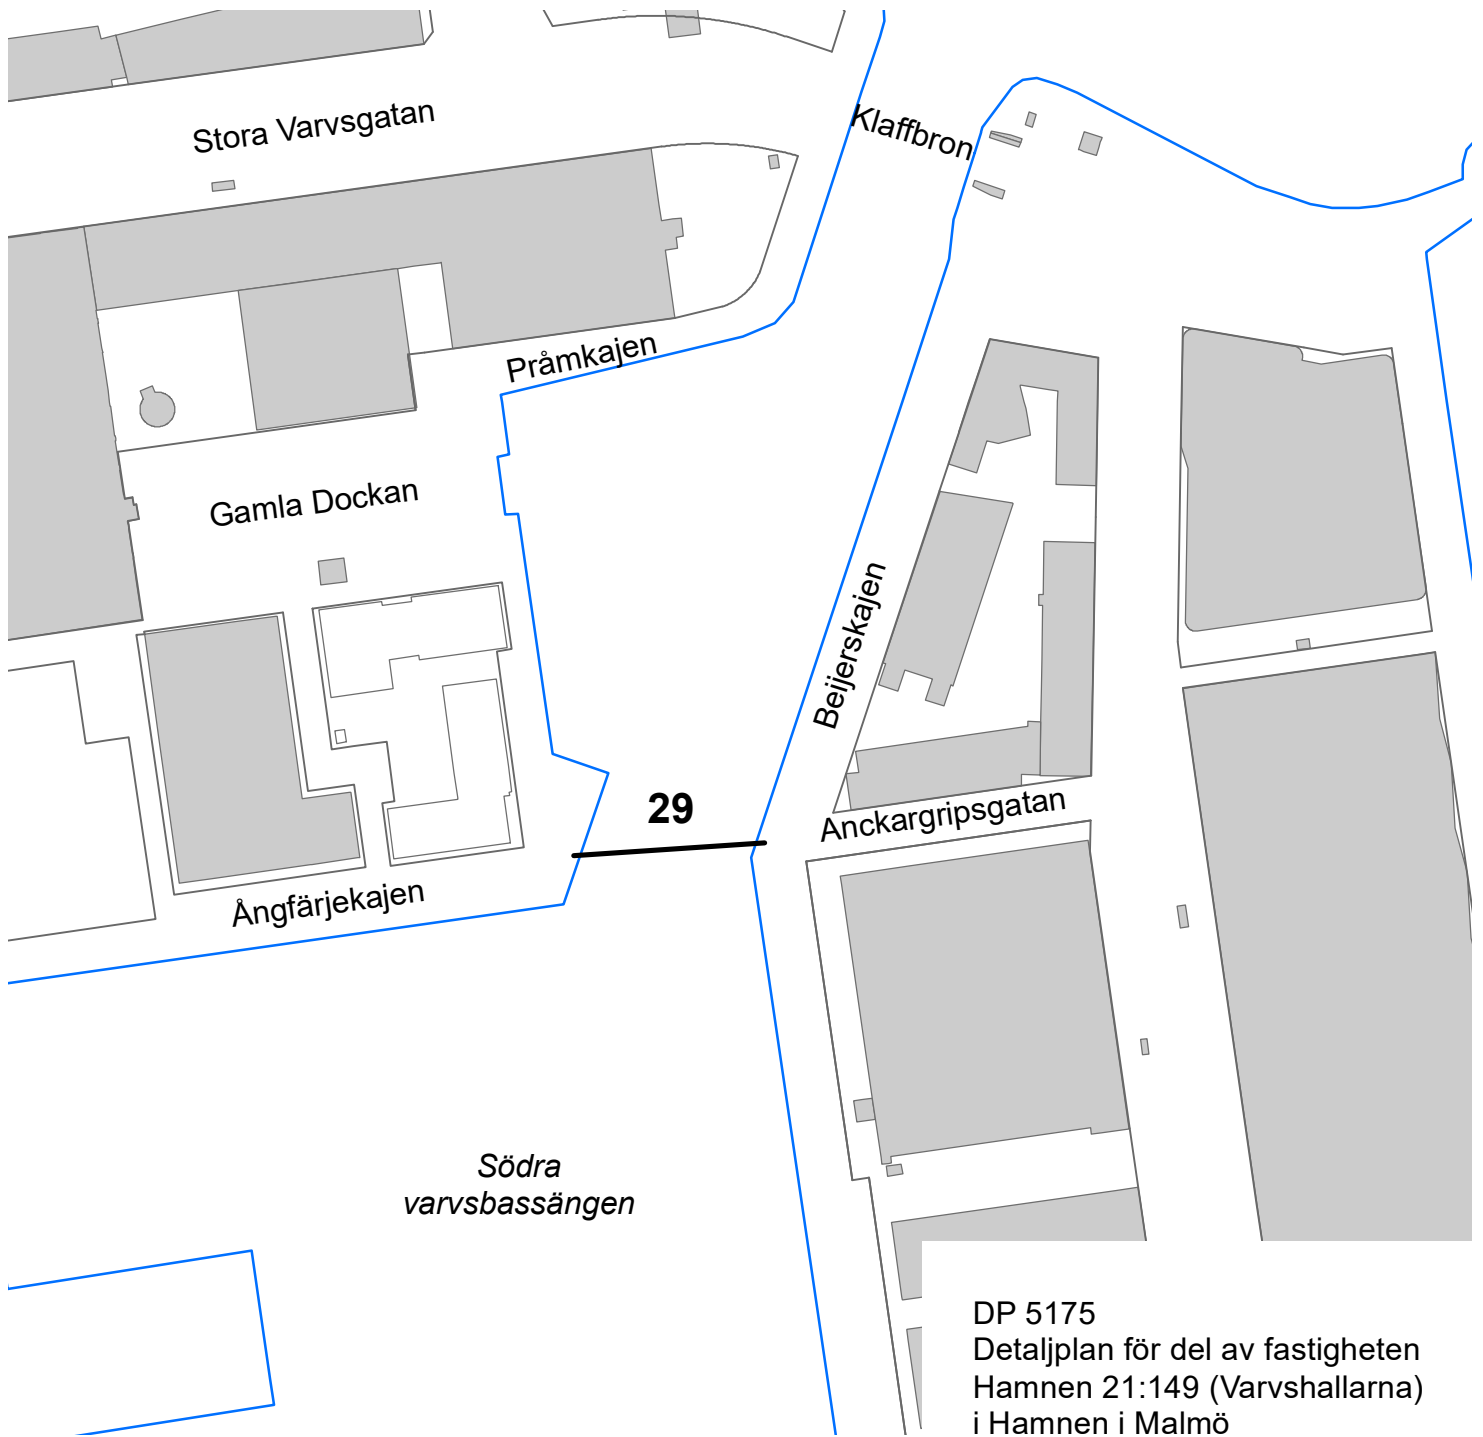 Stora Varvsgatan
Klaffbron
Pråmkajen
Gamla Dockan
Beijerskajen
29
Anckargripsgatan
Ångfärjekajen
Södra
varvsbassängen
DP 5175
Detaljplan för del av fastigheten
Hamnen 21:149 (Varvshallarna)
i Hamnen i Malmö